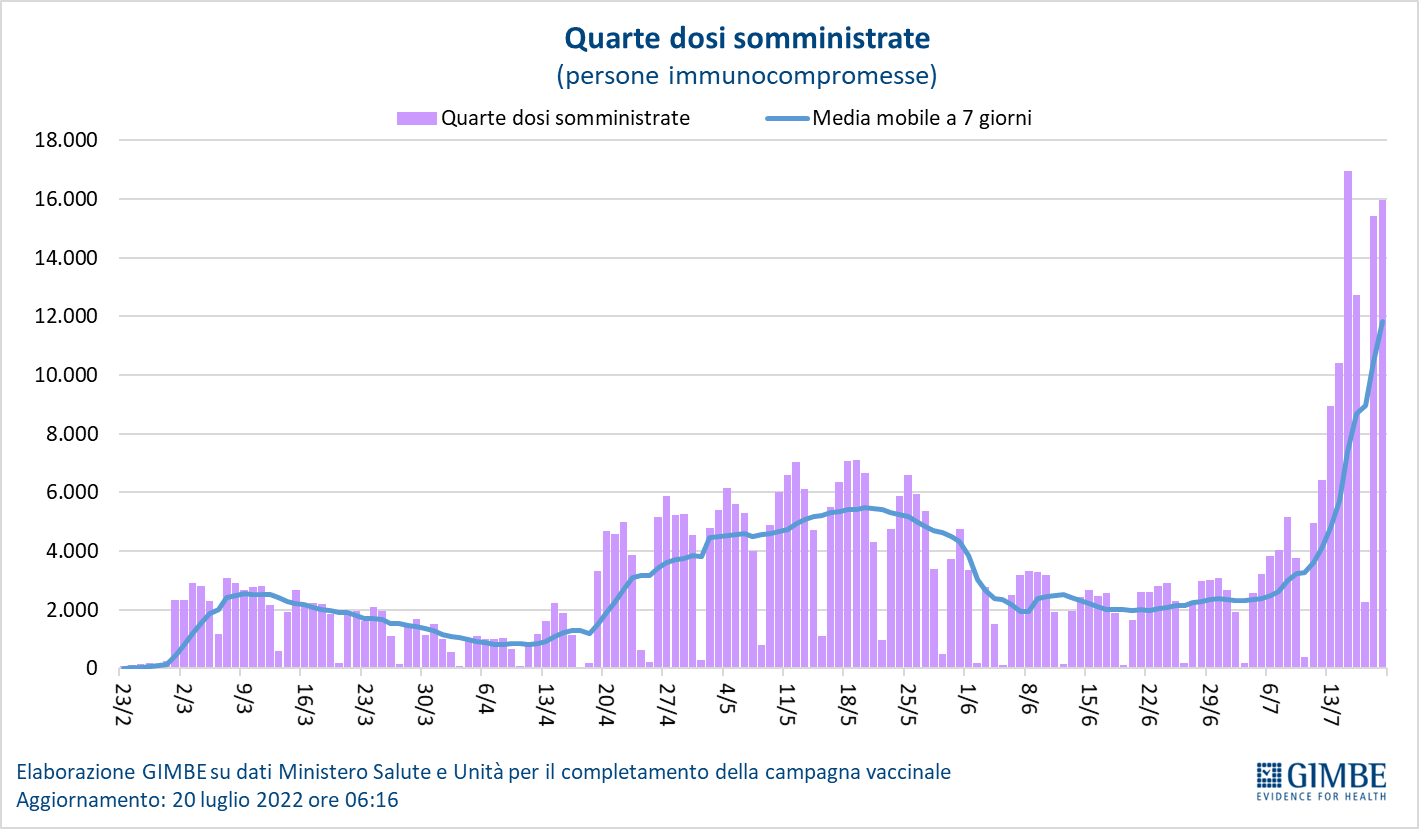 Quarte dosi somministrate
(persone immunocompromesse)
Quarte dosi somministrate Media mobile a 7 giorni
18.000
16.000
14.000
12.000
10.000
8.000
6.000
4.000
2.000
0
23/2 2/3 9/3 16/3 23/3 30/3 6/4 13/4 20/4 27/4 4/5 11/5 18/5 25/5 1/6 8/6 15/6 22/6 29/6 6/7 13/7
Elaborazione GIMBE su dati Ministero Salute e Unità per il completamento della campagna vaccinale
Aggiornamento: 20 luglio 2022 ore 06:16
GIMBE
EVIDENCE FOR HEALTH